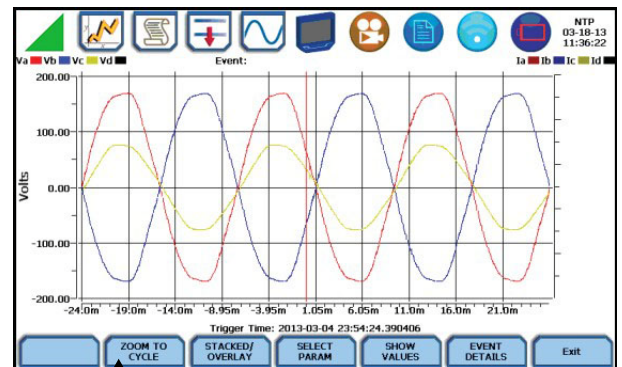 NTP
03-18-13
11:36:22
Va Vb Vc Vd Event: Ia Ib Ic Id
200.00
100.00
0.00
-100.00
-200.00
Volts
-24.0m -19.0m -14.0m -8.95m -3.95m 1.05m 6.05m 11.0m 16.0m 21.0m
Trigger Time: 2013-03-04 23:54:24.390406
ZOOM TO
CYCLE
STACKED/
OVERLAY
SELECT
PARAM
SHOW
VALUES
EVENT
DETAILS
Exit